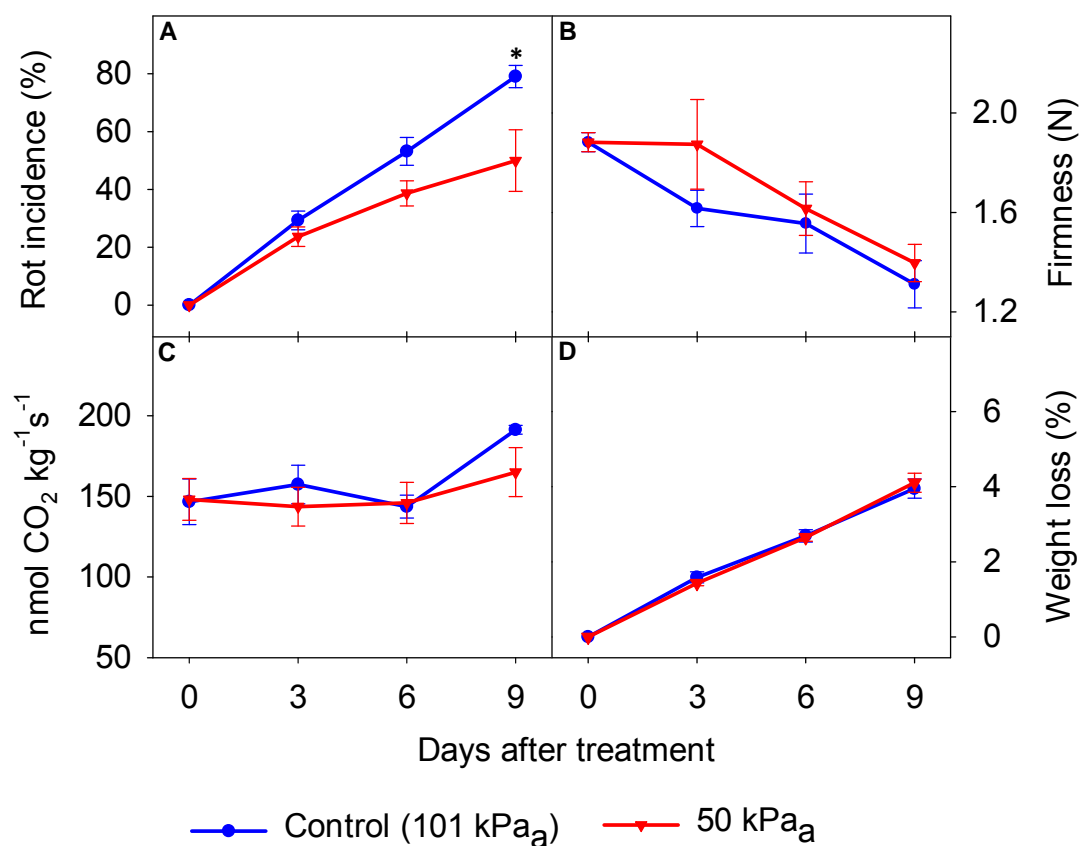 A
B
*
Rot incidence (%)
80
60
40
20
0
2.0
1.6
1.2
Firmness (N)
C
D
nmol CO₂ kg⁻¹s⁻¹
200
150
100
50
6
4
2
0
Weight loss (%)
0 3 6 9 0 3 6 9
Days after treatment
Control (101 kPaₐ) 50 kPaₐ